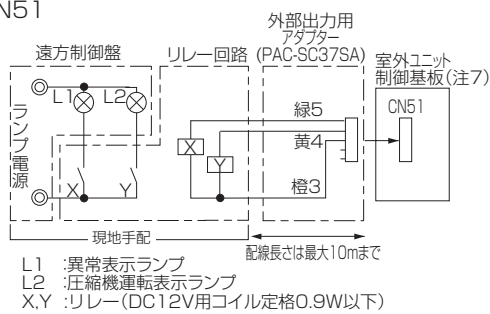 CN51
外部出力用
アダプター
(PAC-SC37SA)
遠方制御盤
リレー回路
室外ユニット
制御基板(注7)
L1
L2
CN51
ランプ電源
緑5
黄4
橙3
X
Y
X
Y
現地手配
配線長さは最大10mまで
L1 :異常表示ランプ
L2 :圧縮機運転表示ランプ
X,Y :リレー(DC12V用コイル定格0.9W以下)